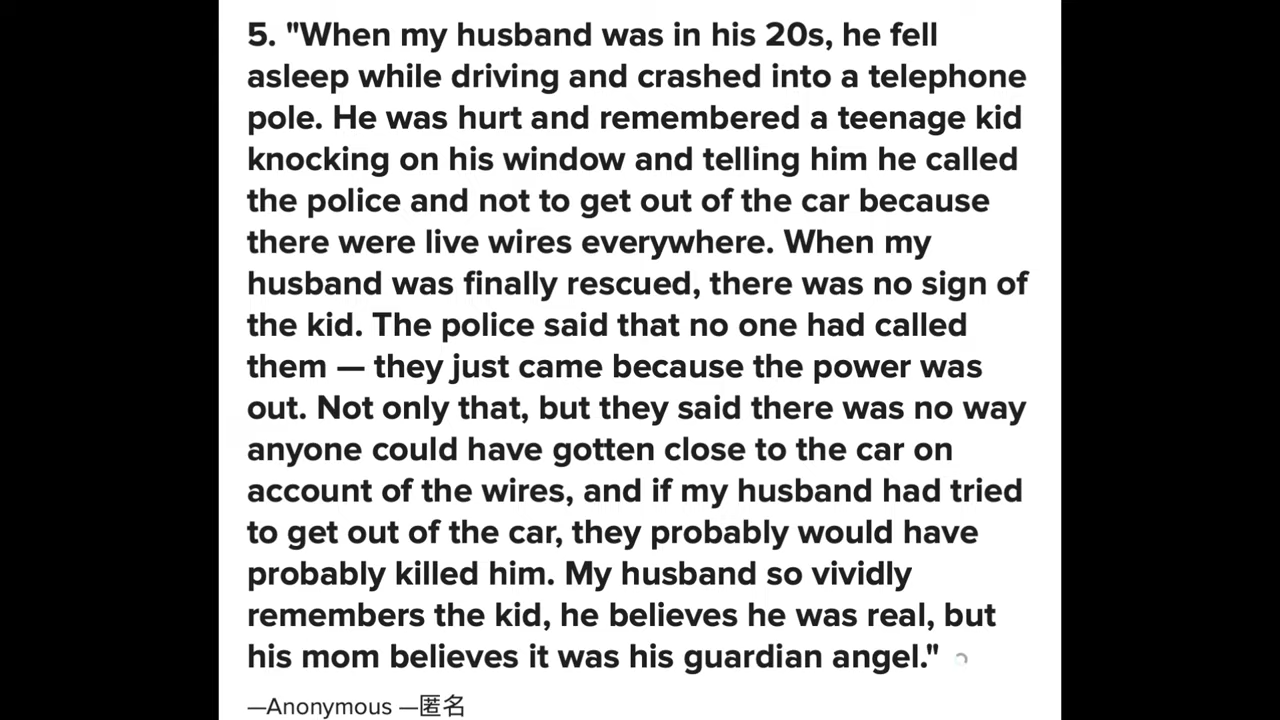 5. "When my husband was in his 20s, he fell
asleep while driving and crashed into a telephone
pole. He was hurt and remembered a teenage kid
knocking on his window and telling him he called
the police and not to get out of the car because
there were live wires everywhere. When my
husband was finally rescued, there was no sign of
the kid. The police said that no one had called
them — they just came because the power was
out. Not only that, but they said there was no way
anyone could have gotten close to the car on
account of the wires, and if my husband had tried
to get out of the car, they probably would have
probably killed him. My husband so vividly
remembers the kid, he believes he was real, but
his mom believes it was his guardian angel."
—Anonymous —匿名